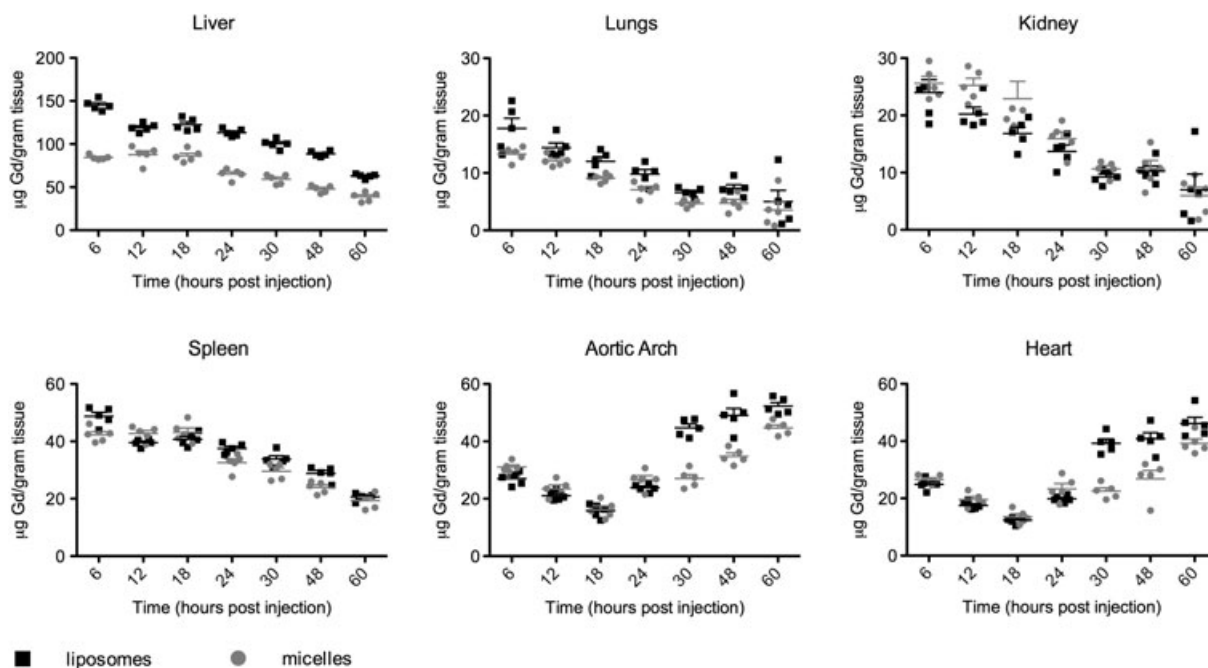 Liver
µg Gd/gram tissue
200
150
100
50
0
6 12 18 24 30 48 60
Time (hours post injection)
Lungs
µg Gd/gram tissue
30
20
10
0
6 12 18 24 30 48 60
Time (hours post injection)
Kidney
µg Gd/gram tissue
30
20
10
0
6 12 18 24 30 48 60
Time (hours post injection)
Spleen
µg Gd/gram tissue
60
40
20
0
6 12 18 24 30 48 60
Time (hours post injection)
Aortic Arch
µg Gd/gram tissue
60
40
20
0
6 12 18 24 30 48 60
Time (hours post injection)
Heart
µg Gd/gram tissue
60
40
20
0
6 12 18 24 30 48 60
Time (hours post injection)
liposomes micelles